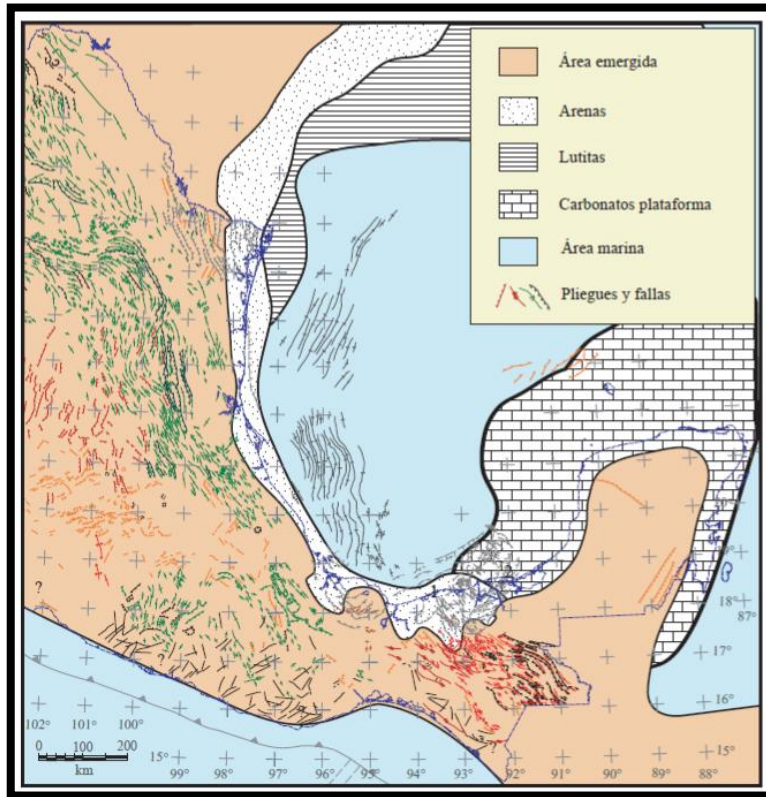 Área emergida
Arenas
Lutitas
Carbonatos plataforma
Área marina
Pliegues y fallas
?
19°
18°
87°
17°
?
16°
102° 101° 100°
0 100 200
km
15°
15°
99° 98° 97° 96° 95° 94° 93° 92° 91° 90° 89° 88°